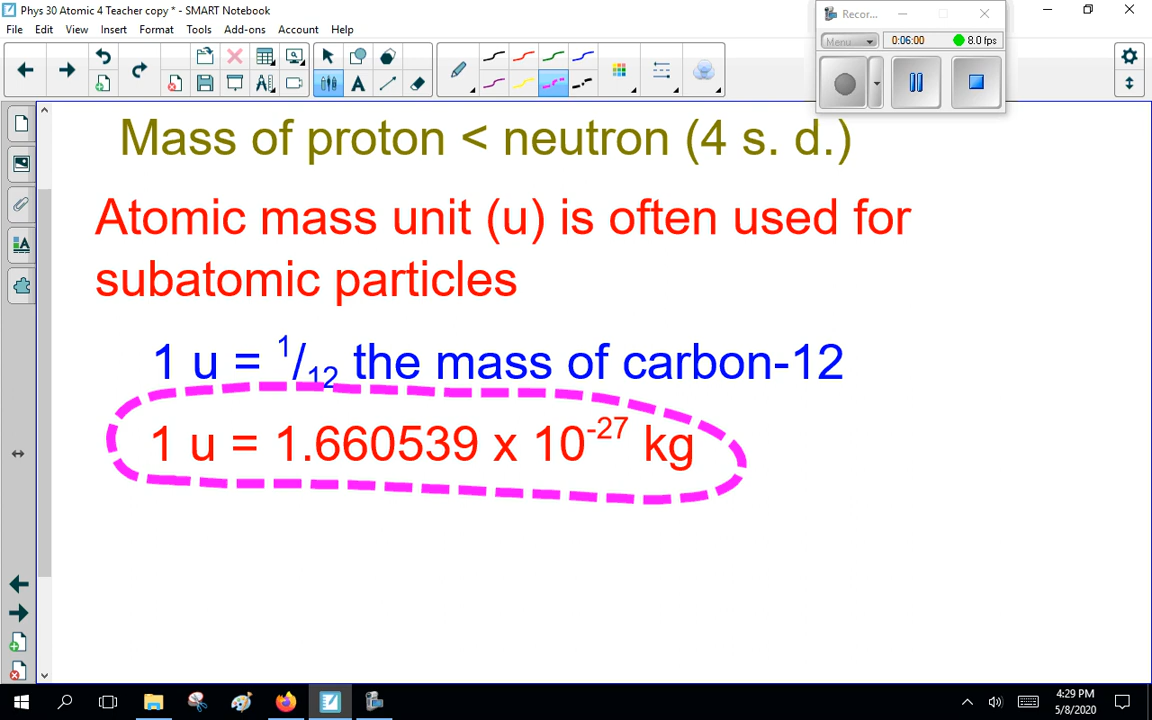 Phys 30 Atomic 4 Teacher copy * - SMART Notebook
File Edit View Insert Format Tools Add-ons Account Help
Recor...
Menu
0:06:00 8.0 fps
Mass of proton < neutron (4 s. d.)
Atomic mass unit (u) is often used for
subatomic particles
1 u = 1/12 the mass of carbon-12
1 u = 1.660539 x 10-27 kg
4:29 PM
5/8/2020